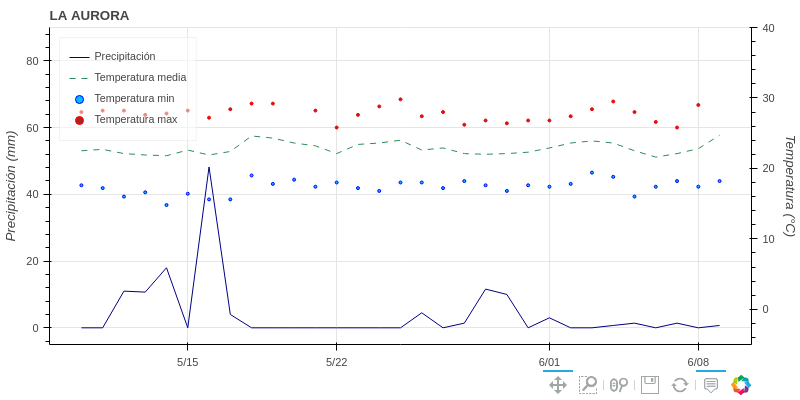 LA AURORA
Precipitación
Temperatura media
Temperatura min
Temperatura max
Precipitación (mm)
80
60
40
20
0
Temperatura (°C)
40
30
20
10
0
5/15
5/22
6/01
6/08